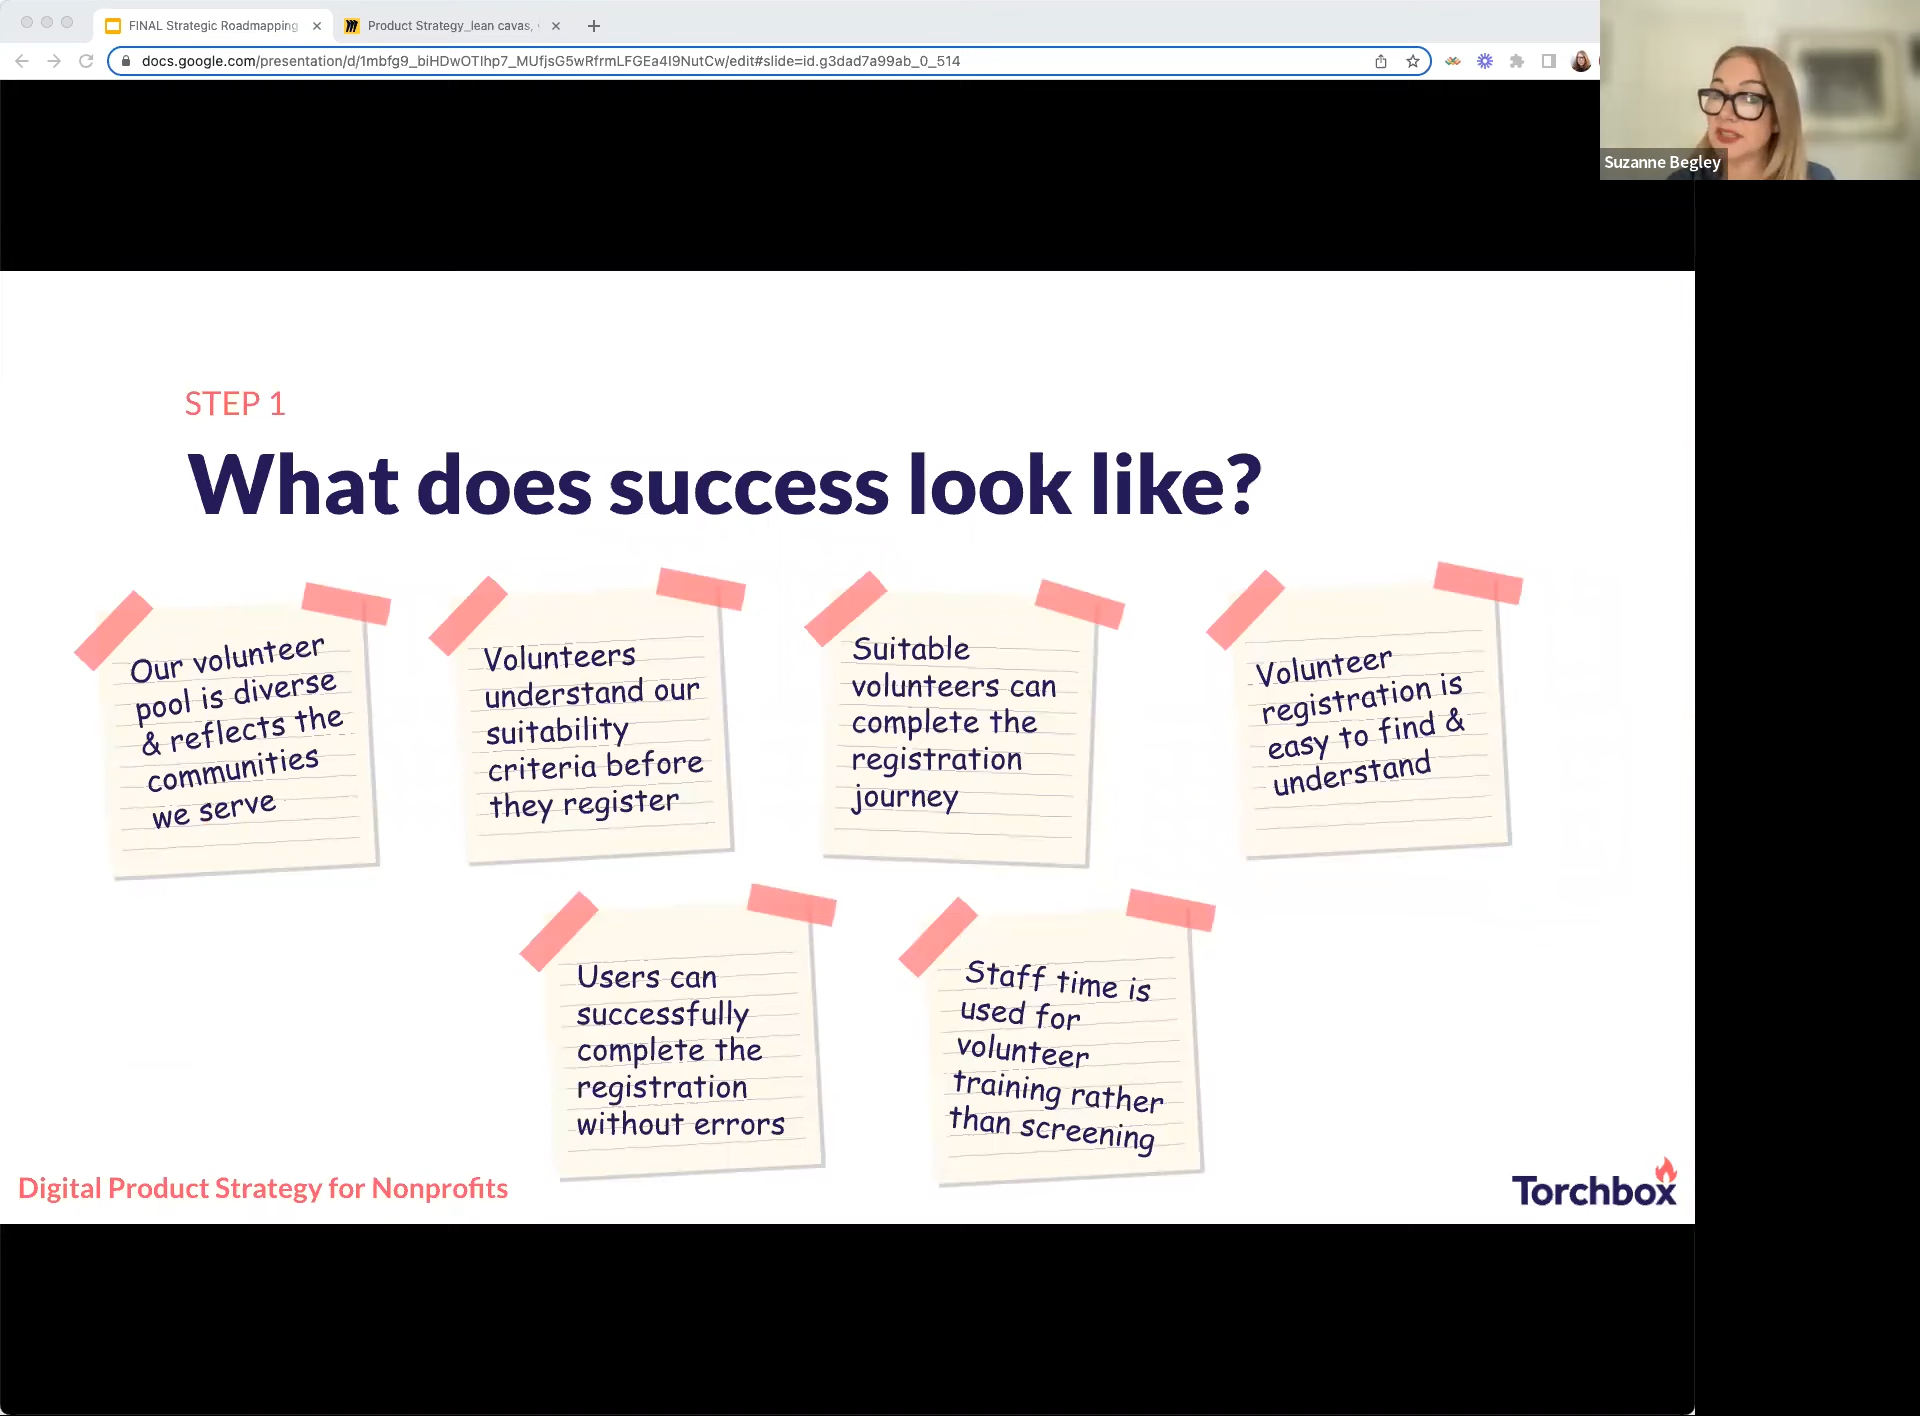 FINAL Strategic Roadmapping
Product Strategy_lean cavas,
docs.google.com/presentation/d/1mbfg9_biHDwOTIhp7_MUfjsG5wRfrmLFGEa4I9NutCw/edit#slide=id.g3dad7a99ab_0_514
Suzanne Begley
STEP 1
What does success look like?
Our volunteer
pool is diverse
& reflects the
communities
we serve
Volunteers
understand our
suitability
criteria before
they register
Suitable
volunteers can
complete the
registration
journey
Volunteer
registration is
easy to find &
understand
Users can
successfully
complete the
registration
without errors
Staff time is
used for
volunteer
training rather
than screening
Digital Product Strategy for Nonprofits
Torchbox